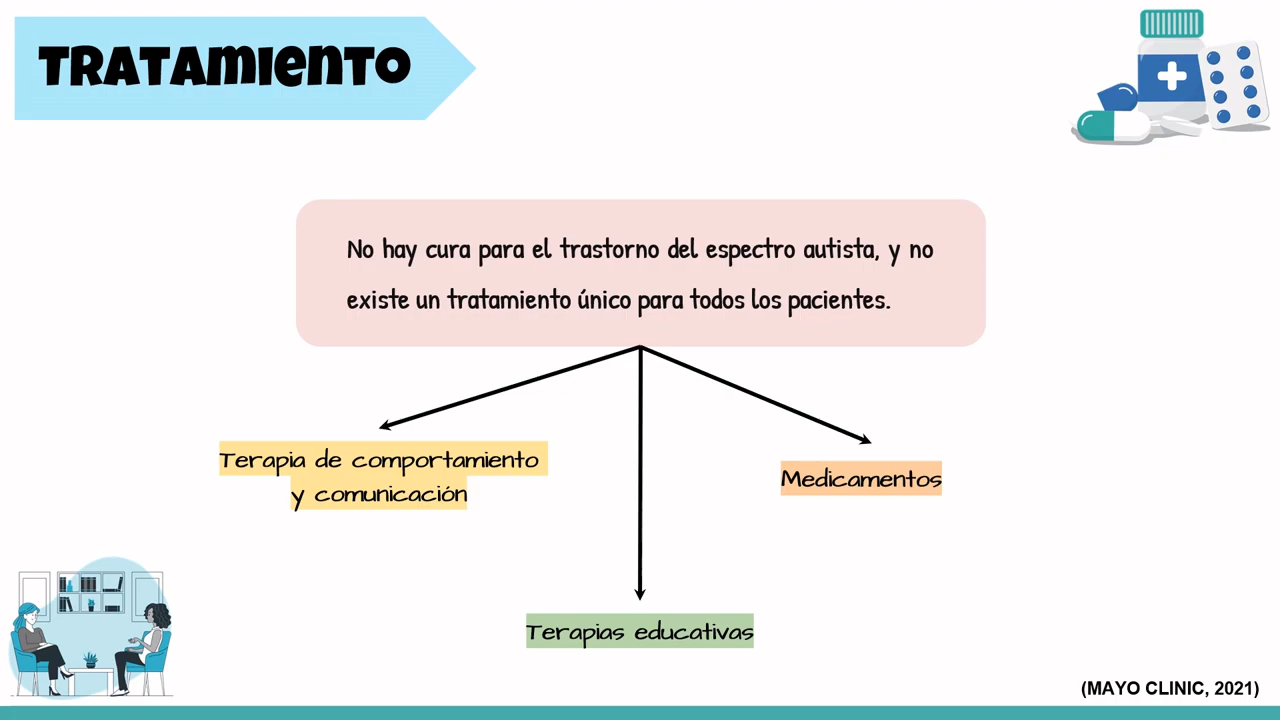 TRATAMIENTO
No hay cura para el trastorno del espectro autista, y no
existe un tratamiento único para todos los pacientes.
Terapia de comportamiento
y comunicación
Medicamentos
Terapias educativas
(MAYO CLINIC, 2021)